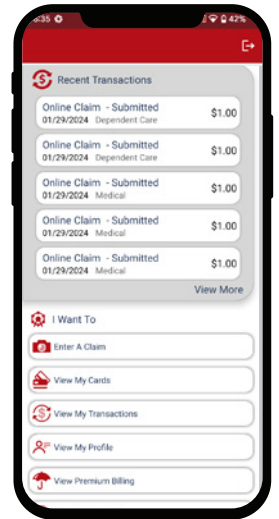 6:35 42%
Recent Transactions
Online Claim - Submitted
$1.00
01/29/2024 Dependent Care
Online Claim - Submitted
$1.00
01/29/2024 Dependent Care
Online Claim - Submitted
$1.00
01/29/2024 Medical
Online Claim - Submitted
$1.00
01/29/2024 Medical
Online Claim - Submitted
$1.00
01/29/2024 Medical
View More
I Want To
Enter A Claim
View My Cards
View My Transactions
View My Profile
View Premium Billing